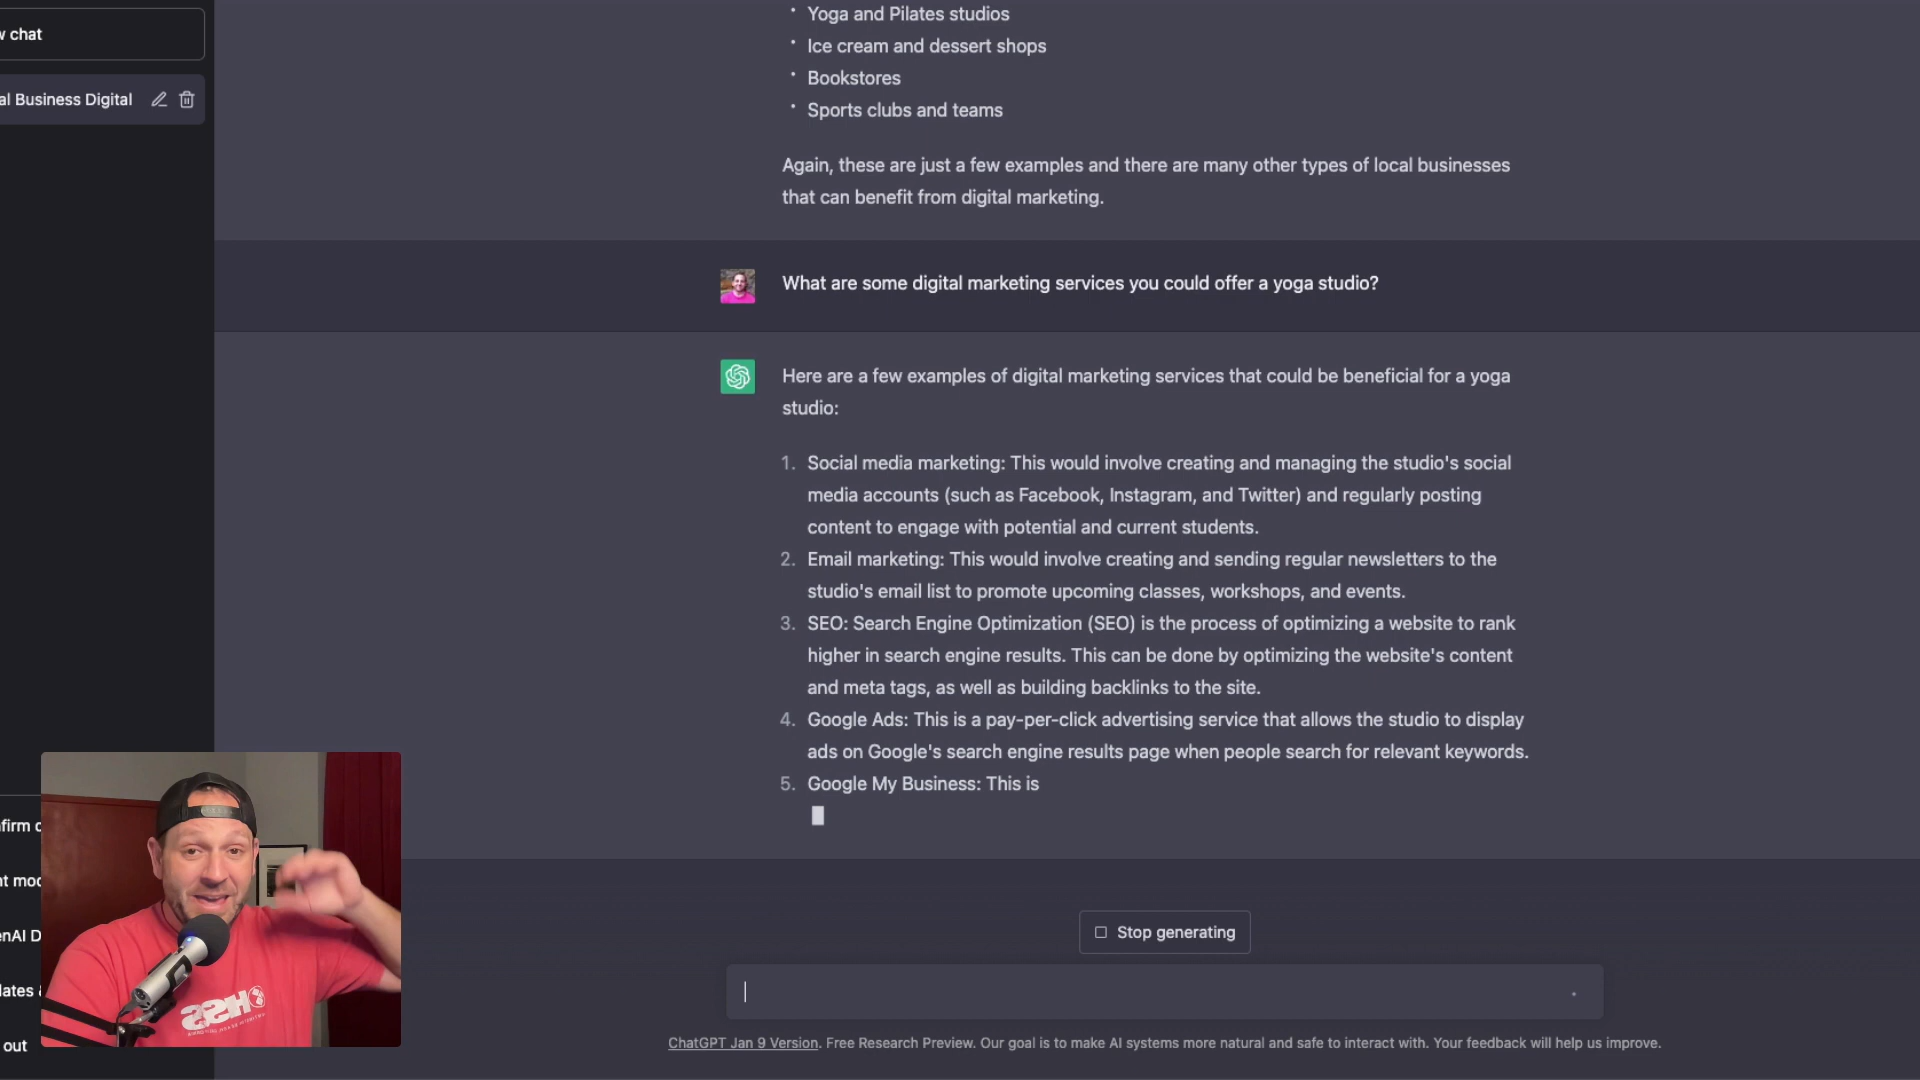 w chat
al Business Digital
• Yoga and Pilates studios
• Ice cream and dessert shops
• Bookstores
• Sports clubs and teams
Again, these are just a few examples and there are many other types of local businesses
that can benefit from digital marketing.
What are some digital marketing services you could offer a yoga studio?
Here are a few examples of digital marketing services that could be beneficial for a yoga
studio:
1. Social media marketing: This would involve creating and managing the studio's social
media accounts (such as Facebook, Instagram, and Twitter) and regularly posting
content to engage with potential and current students.
2. Email marketing: This would involve creating and sending regular newsletters to the
studio's email list to promote upcoming classes, workshops, and events.
3. SEO: Search Engine Optimization (SEO) is the process of optimizing a website to rank
higher in search engine results. This can be done by optimizing the website's content
and meta tags, as well as building backlinks to the site.
4. Google Ads: This is a pay-per-click advertising service that allows the studio to display
ads on Google's search engine results page when people search for relevant keywords.
5. Google My Business: This is
nfirm c
nt mod
enAI D
dates &
out
Stop generating
ChatGPT Jan 9 Version. Free Research Preview. Our goal is to make AI systems more natural and safe to interact with. Your feedback will help us improve.